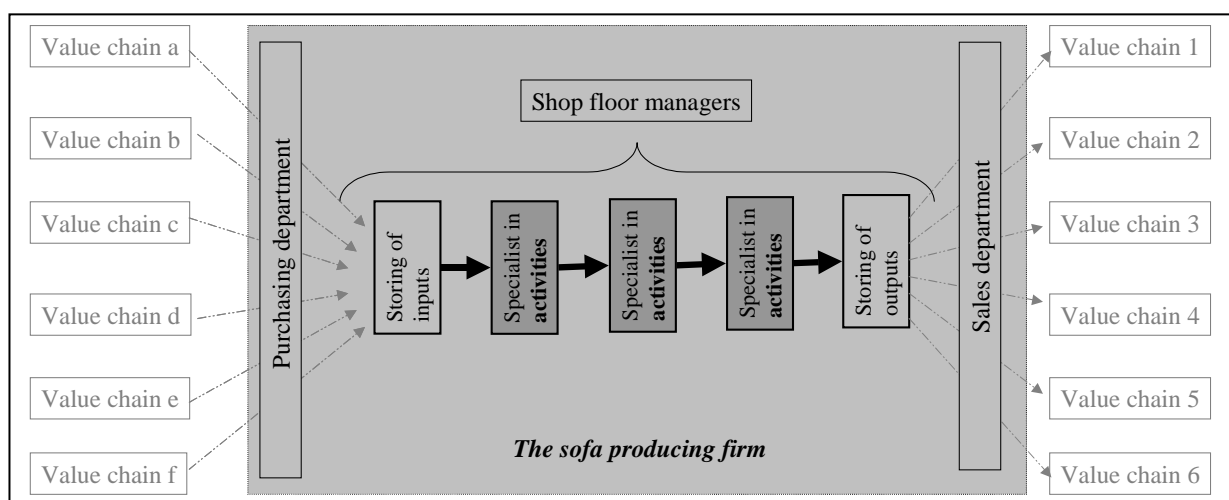 Value chain a
Value chain b
Value chain c
Value chain d
Value chain e
Value chain f
Purchasing department
Shop floor managers
Storing of
inputs
Specialist in
activities
Specialist in
activities
Specialist in
activities
Storing of
outputs
The sofa producing firm
Sales department
Value chain 1
Value chain 2
Value chain 3
Value chain 4
Value chain 5
Value chain 6